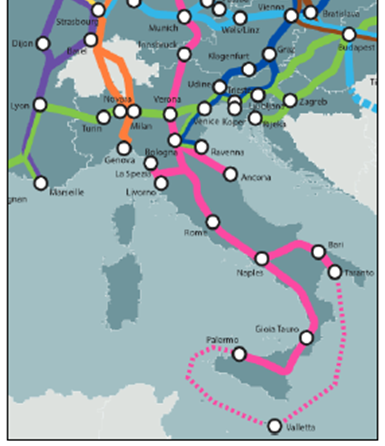 Strasbourg
Munich
Vienna
Bratislava
Wels/Linz
Dijon
Basel
Innsbruck
Budapest
Klagenfurt
Graz
Udine
Trieste
Lyon
Novara
Verona
Ljubljana
Zagreb
Turin
Milan
Venice
Koper
Rijeka
Genova
Bologna
Ravenna
La Spezia
Ancona
Marseille
Livorno
gnan
Rome
Bari
Naples
Taranto
Gioia Tauro
Palermo
Valletta